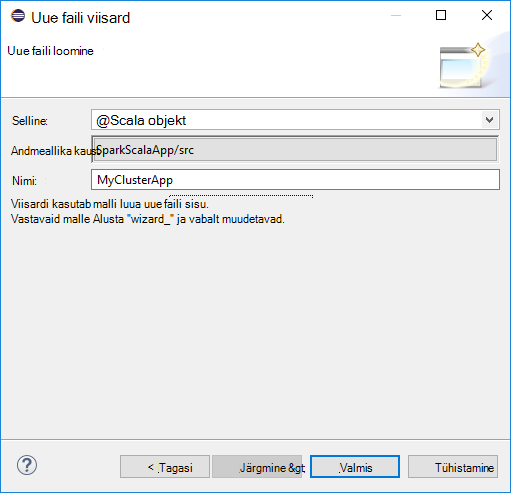 Uue faili viisard
Uue faili loomine
Selline: @Scala objekt
Andmeallika kaust SparkScalaApp/src
Nimi: MyClusterApp
Viisardi kasutab malli luua uue faili sisu.
Vastavaid malle Alusta "wizard_" ja vabalt muudetavad.
? < Tagasi Järgmine &gt; Valmis Tühistamine